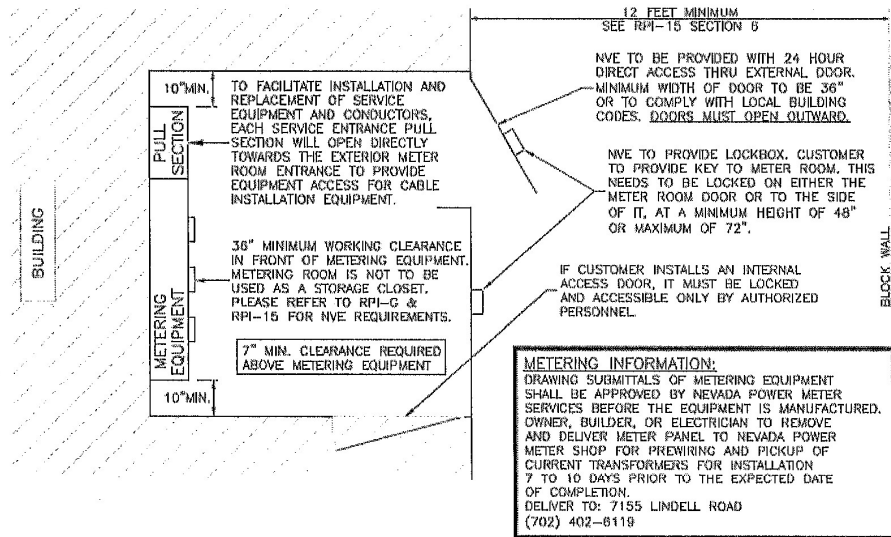 12 FEET MINIMUM
SEE RPI-15 SECTION 6
NVE TO BE PROVIDED WITH 24 HOUR
DIRECT ACCESS THRU EXTERNAL DOOR.
MINIMUM WIDTH OF DOOR TO BE 36"
OR TO COMPLY WITH LOCAL BUILDING
CODES. DOORS MUST OPEN OUTWARD.
10"MIN.
TO FACILITATE INSTALLATION AND
REPLACEMENT OF SERVICE
EQUIPMENT AND CONDUCTORS,
EACH SERVICE ENTRANCE PULL
SECTION WILL OPEN DIRECTLY
TOWARDS THE EXTERIOR METER
ROOM ENTRANCE TO PROVIDE
EQUIPMENT ACCESS FOR CABLE
INSTALLATION EQUIPMENT.
PULL
SECTION
NVE TO PROVIDE LOCKBOX. CUSTOMER
TO PROVIDE KEY TO METER ROOM. THIS
NEEDS TO BE LOCKED ON EITHER THE
METER ROOM DOOR OR TO THE SIDE
OF IT, AT A MINIMUM HEIGHT OF 48"
OR MAXIMUM OF 72".
BUILDING
36" MINIMUM WORKING CLEARANCE
IN FRONT OF METERING EQUIPMENT.
METERING ROOM IS NOT TO BE
USED AS A STORAGE CLOSET.
PLEASE REFER TO RPI-G &
RPI-15 FOR NVE REQUIREMENTS.
BLOCK WALL
IF CUSTOMER INSTALLS AN INTERNAL
ACCESS DOOR, IT MUST BE LOCKED
AND ACCESSIBLE ONLY BY AUTHORIZED
PERSONNEL
METERING
EQUIPMENT
7" MIN. CLEARANCE REQUIRED
ABOVE METERING EQUIPMENT
10"MIN.
METERING INFORMATION:
DRAWING SUBMITTALS OF METERING EQUIPMENT
SHALL BE APPROVED BY NEVADA POWER METER
SERVICES BEFORE THE EQUIPMENT IS MANUFACTURED.
OWNER, BUILDER, OR ELECTRICIAN TO REMOVE
AND DELIVER METER PANEL TO NEVADA POWER
METER SHOP FOR PREWIRING AND PICKUP OF
CURRENT TRANSFORMERS FOR INSTALLATION
7 TO 10 DAYS PRIOR TO THE EXPECTED DATE
OF COMPLETION.
DELIVER TO: 7155 LINDELL ROAD
(702) 402-6119